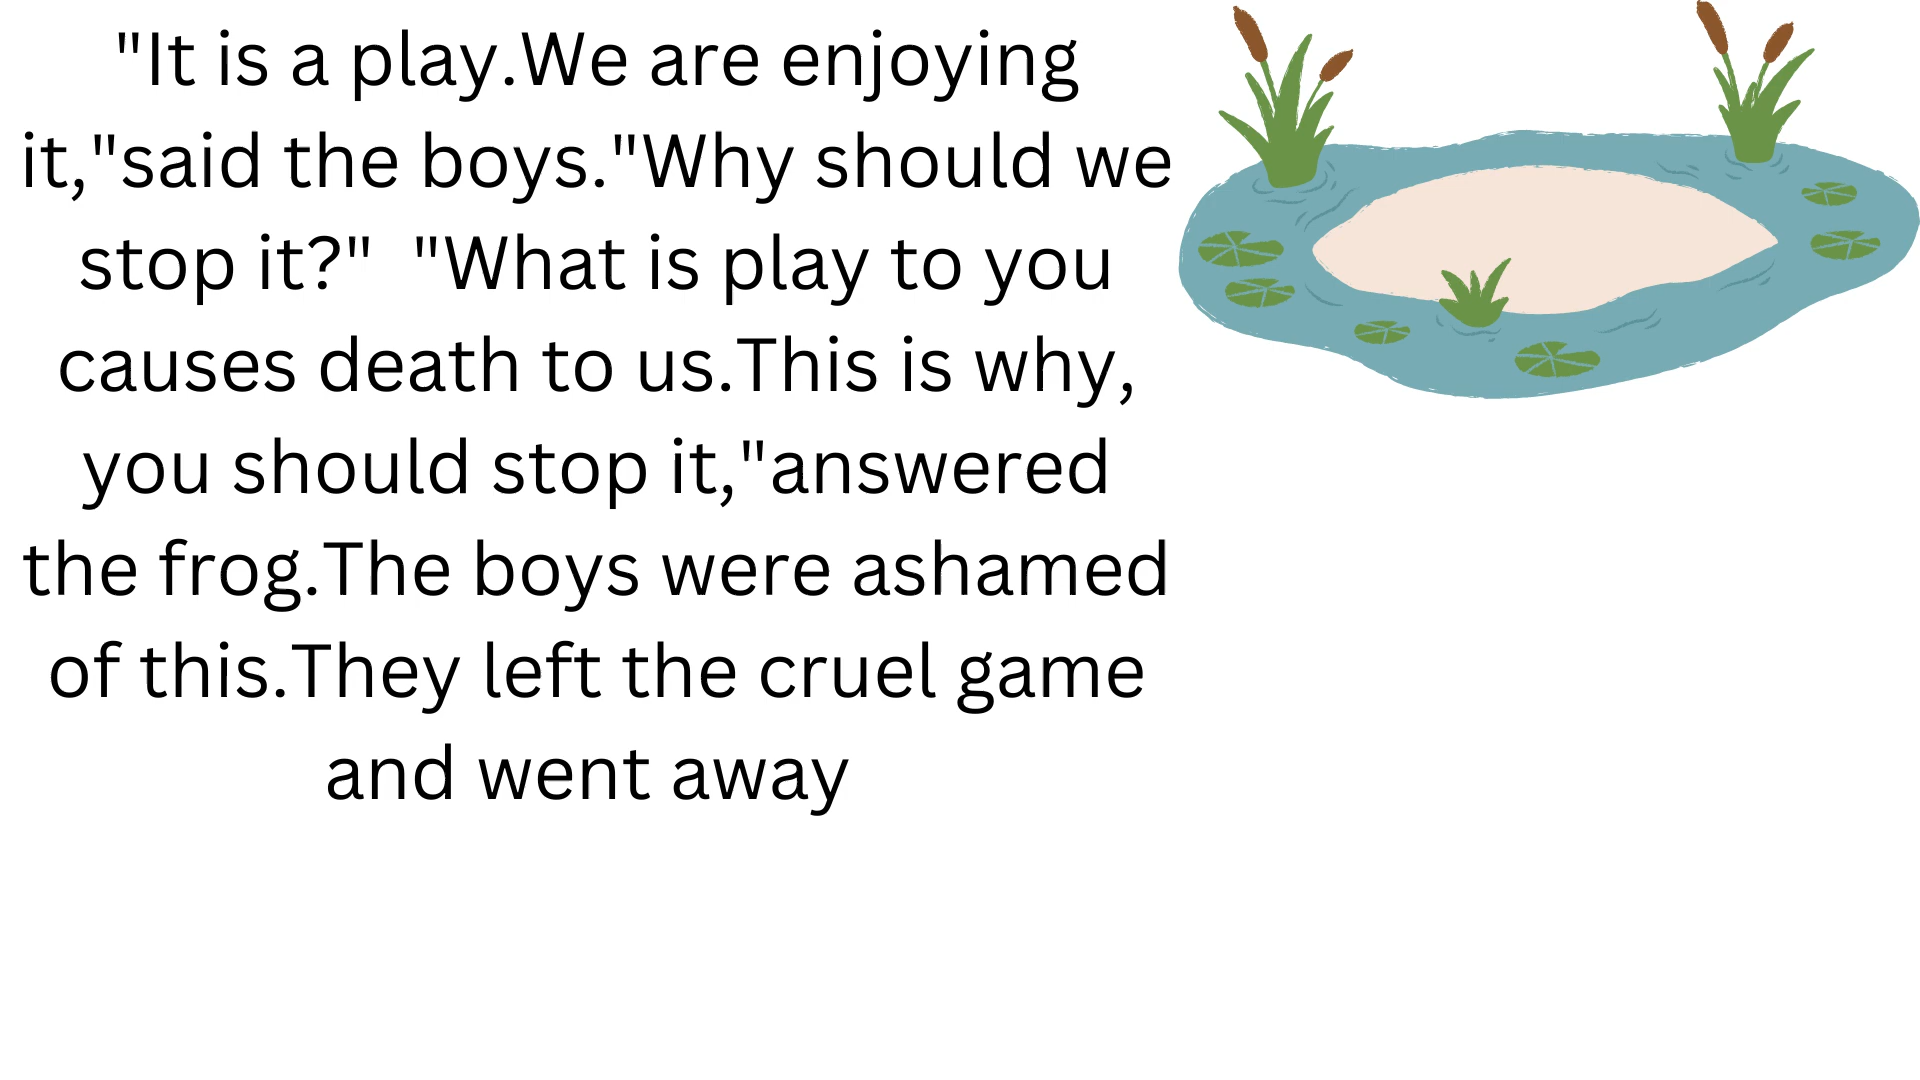 "It is a play.We are enjoying
it,"said the boys."Why should we
stop it?"  "What is play to you
causes death to us.This is why,
you should stop it,"answered
the frog.The boys were ashamed
of this.They left the cruel game
and went away